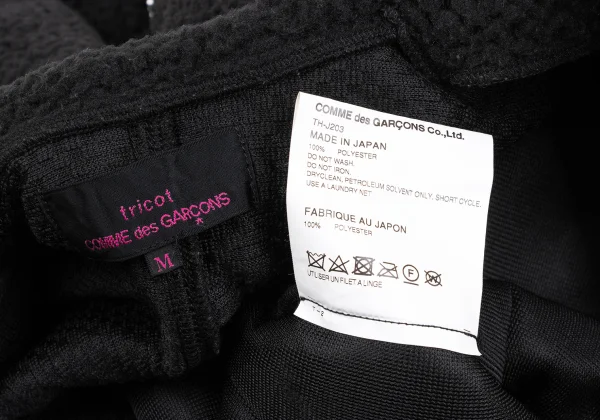 tricot
COMME des GARÇONS
M
COMME des GARÇONS Co.,Ltd.
TH-J203
MADE IN JAPAN
100% POLYESTER
DO NOT WASH.
DO NOT IRON.
DRYCLEAN, PETROLEUM SOLVENT ONLY, SHORT CYCLE.
USE A LAUNDRY NET
FABRIQUE AU JAPON
100% POLYESTER
F
W
UTILISER UN FILET A LINGE